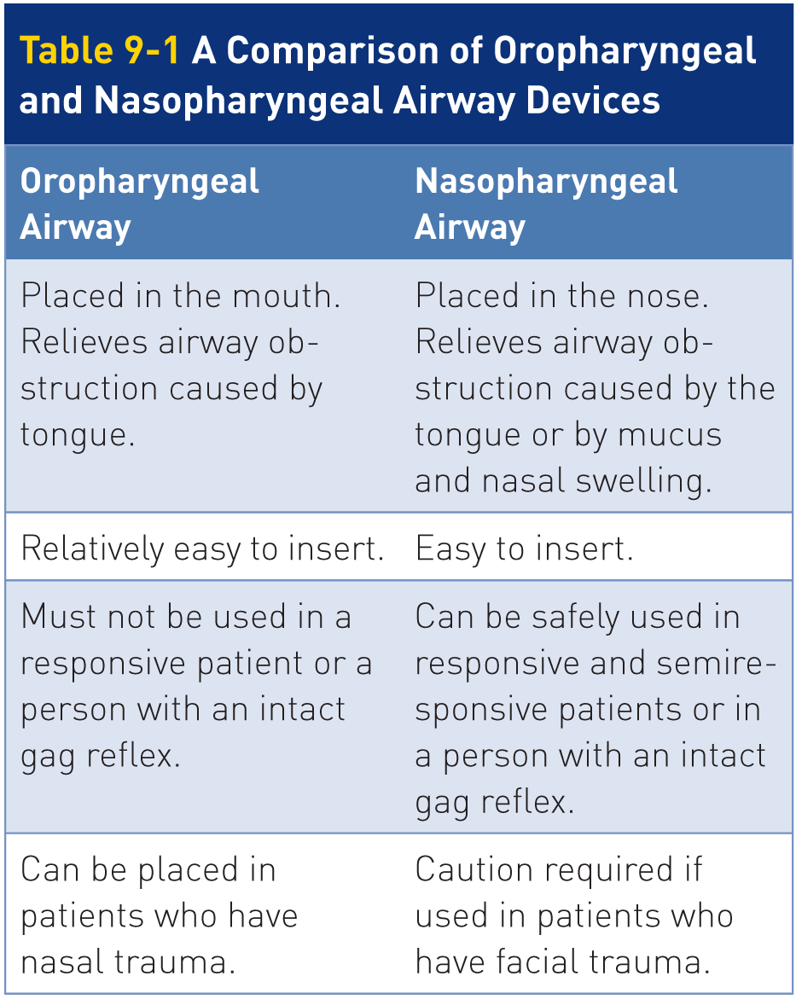 Table 9-1 A Comparison of Oropharyngeal
and Nasopharyngeal Airway Devices
Oropharyngeal
Airway
Nasopharyngeal
Airway
Placed in the mouth.
Relieves airway ob-
struction caused by
tongue.
Placed in the nose.
Relieves airway ob-
struction caused by the
tongue or by mucus
and nasal swelling.
Relatively easy to insert.
Easy to insert.
Must not be used in a
responsive patient or a
person with an intact
gag reflex.
Can be safely used in
responsive and semire-
sponsive patients or in
a person with an intact
gag reflex.
Can be placed in
patients who have
nasal trauma.
Caution required if
used in patients who
have facial trauma.